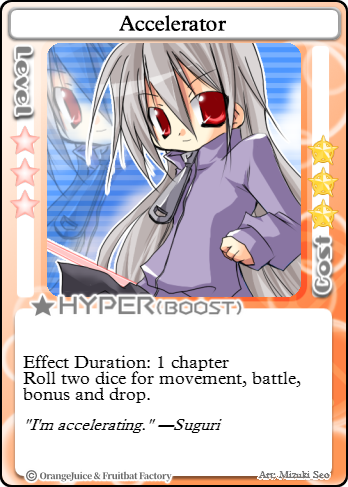 Accelerator
Level
Cost
HYPER(BOOST)
Effect Duration: 1 chapter
Roll two dice for movement, battle,
bonus and drop.
"I'm accelerating." —Suguri
© OrangeJuice & Fruitbat Factory
Art: Mizuki Seo